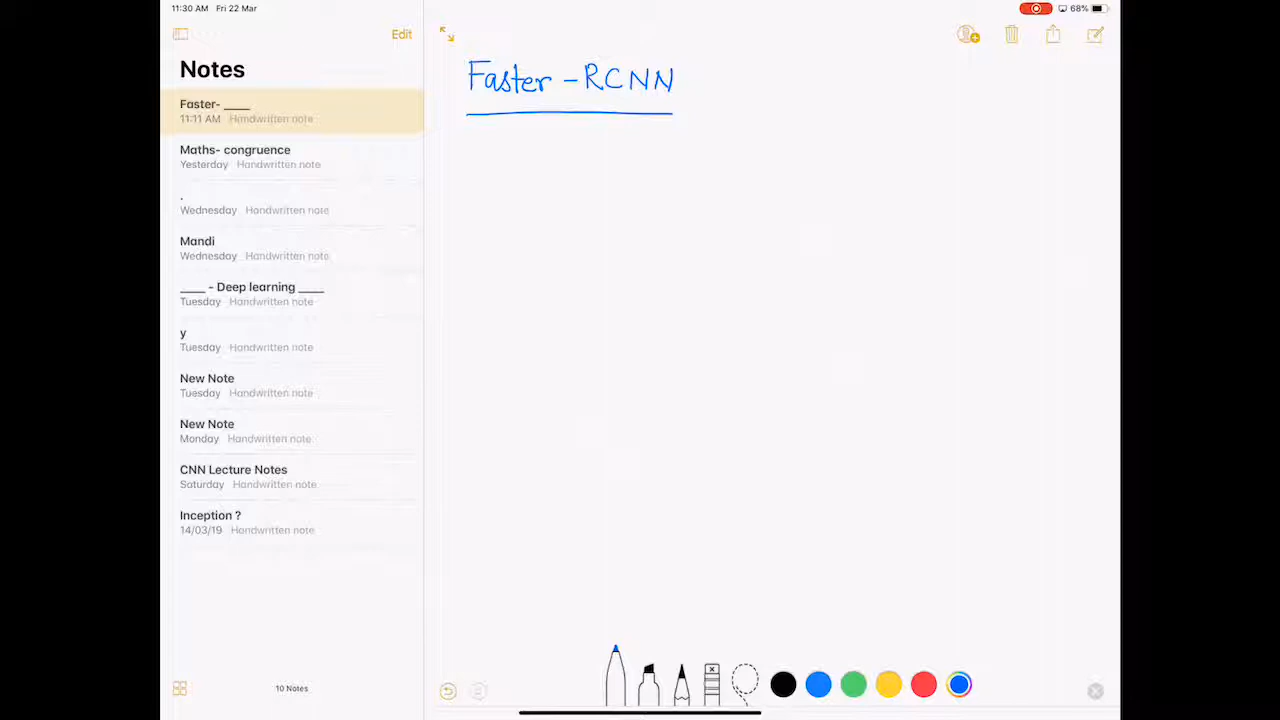 11:30 AM Fri 22 Mar
68%
Edit
Notes
Faster- ____
11:11 AM Handwritten note
Maths- congruence
Yesterday Handwritten note
.
Wednesday Handwritten note
Mandi
Wednesday Handwritten note
____ - Deep learning ____
Tuesday Handwritten note
y
Tuesday Handwritten note
New Note
Tuesday Handwritten note
New Note
Monday Handwritten note
CNN Lecture Notes
Saturday Handwritten note
Inception ?
14/03/19 Handwritten note
10 Notes
Faster -RCNN